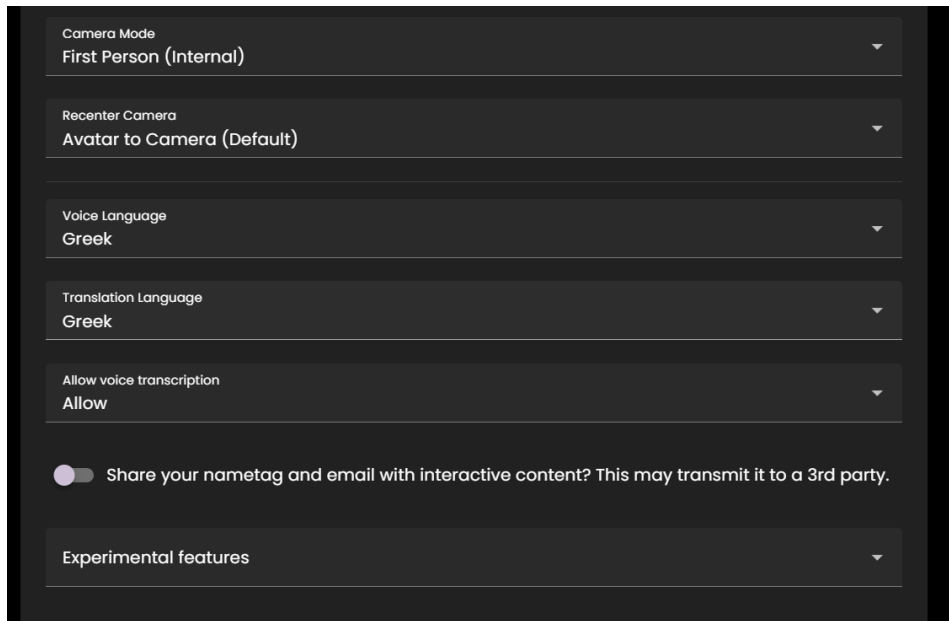 Camera Mode
First Person (Internal)
Recenter Camera
Avatar to Camera (Default)
Voice Language
Greek
Translation Language
Greek
Allow voice transcription
Allow
Share your nametag and email with interactive content? This may transmit it to a 3rd party.
Experimental features